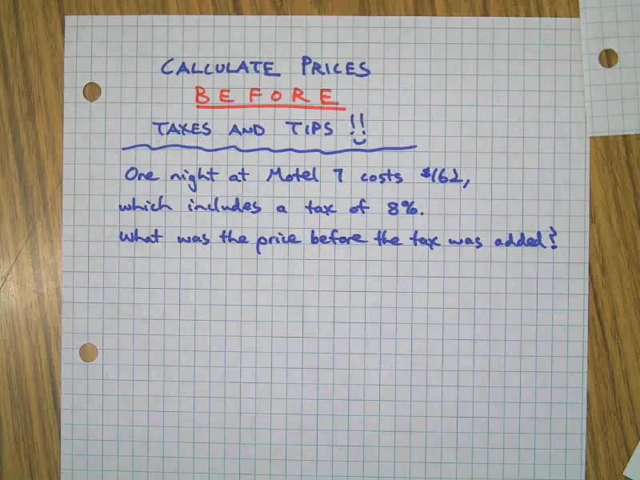 CALCULATE PRICES
BEFORE
TAXES AND TIPS !!
One night at Motel 7 costs $162,
which includes a tax of 8%.
What was the price before the tax was added?